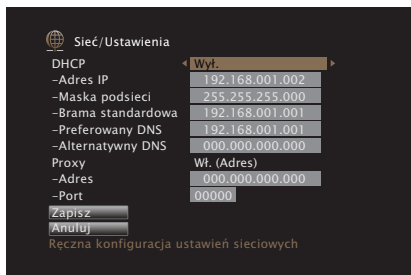 Sieć/Ustawienia
DHCP Wył.
–Adres IP 192.168.001.002
–Maska podsieci 255.255.255.000
–Brama standardowa 192.168.001.001
–Preferowany DNS 192.168.001.001
–Alternatywny DNS 000.000.000.000
Proxy Wł. (Adres)
–Adres 000.000.000.000
–Port 00000
Zapisz
Anuluj
Ręczna konfiguracja ustawień sieciowych